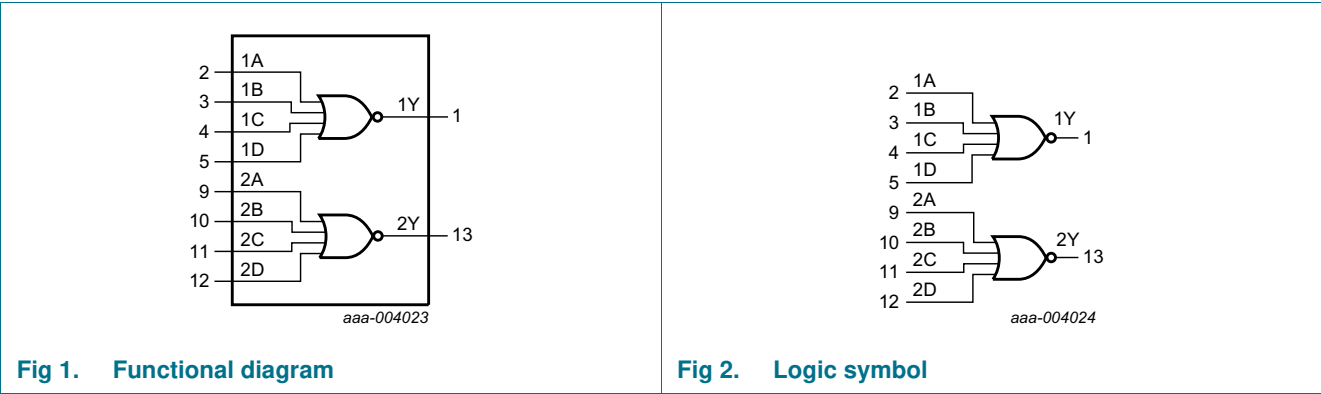 1A
2
1B
3
1Y
1
1C
4
1D
5
2A
9
2B
10
2Y
13
2C
11
2D
12
aaa-004023
Fig 1. Functional diagram
1A
2
1B
3
1Y
1
1C
4
1D
5
2A
9
2B
10
2Y
13
2C
11
2D
12
aaa-004024
Fig 2. Logic symbol